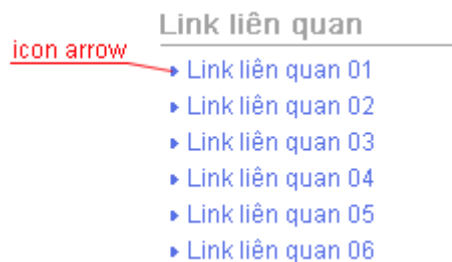 Link liên quan
icon arrow
Link liên quan 01
Link liên quan 02
Link liên quan 03
Link liên quan 04
Link liên quan 05
Link liên quan 06